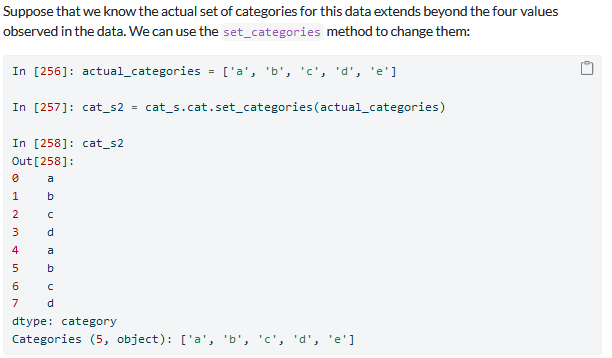 Suppose that we know the actual set of categories for this data extends beyond the four values
observed in the data. We can use the set_categories method to change them:
In [256]: actual_categories = ['a', 'b', 'c', 'd', 'e']
In [257]: cat_s2 = cat_s.cat.set_categories(actual_categories)
In [258]: cat_s2
Out[258]:
0    a
1    b
2    c
3    d
4    a
5    b
6    c
7    d
dtype: category
Categories (5, object): ['a', 'b', 'c', 'd', 'e']